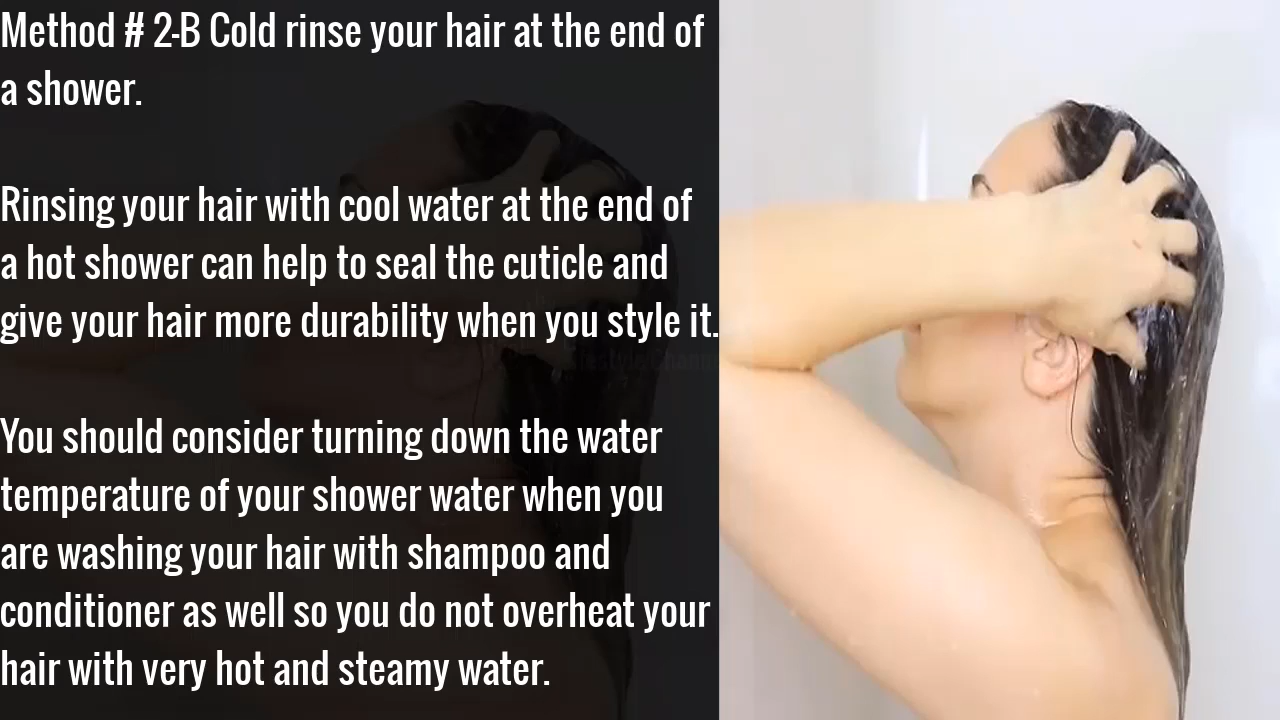 Method # 2-B Cold rinse your hair at the end of
a shower.
Rinsing your hair with cool water at the end of
a hot shower can help to seal the cuticle and
give your hair more durability when you style it.
You should consider turning down the water
temperature of your shower water when you
are washing your hair with shampoo and
conditioner as well so you do not overheat your
hair with very hot and steamy water.